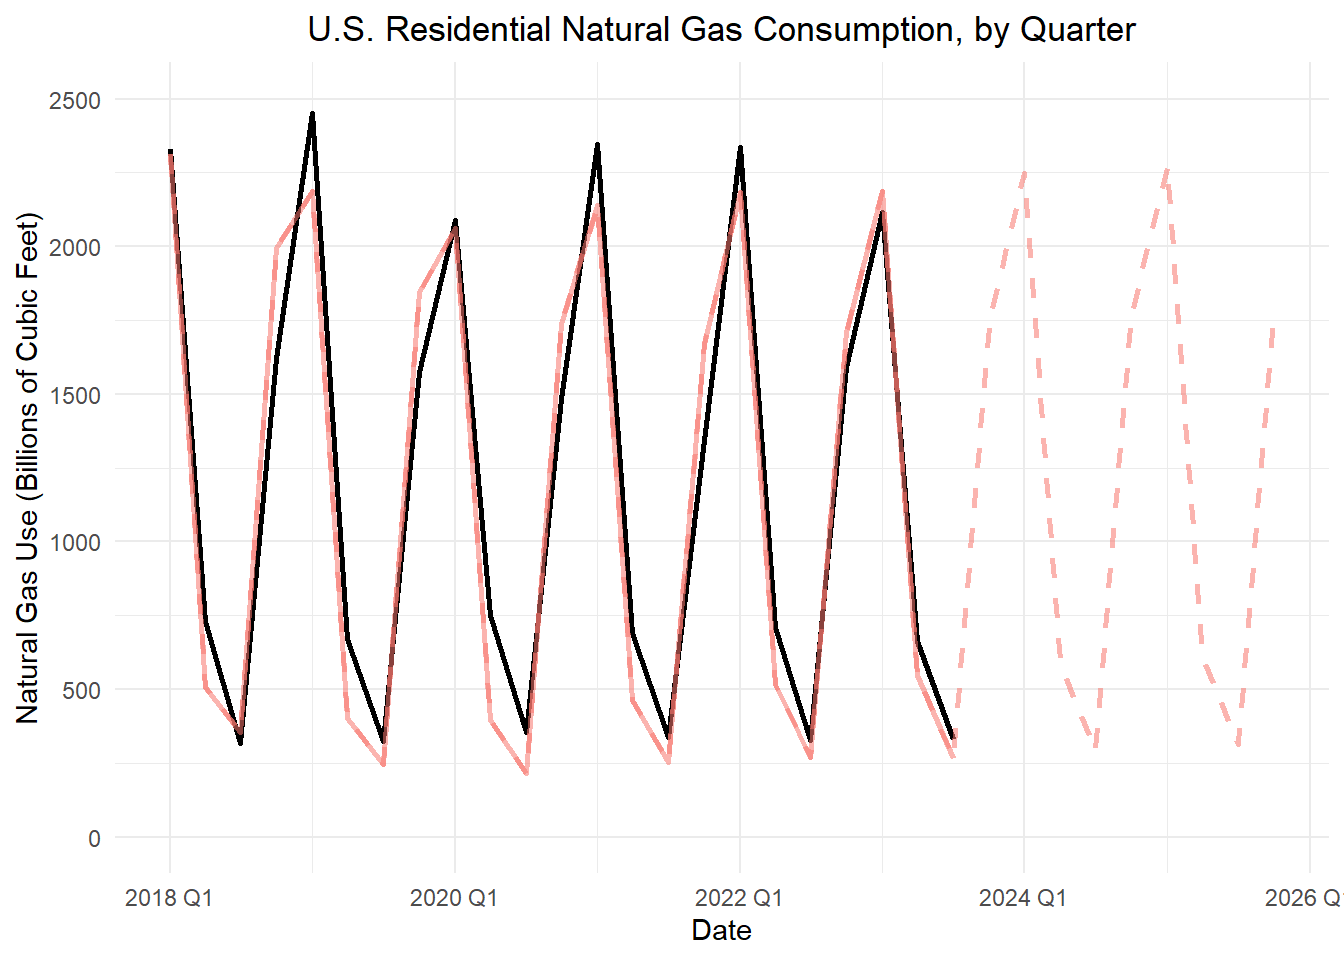 U.S. Residential Natural Gas Consumption, by Quarter
Natural Gas Use (Billions of Cubic Feet)
2500
2000
1500
1000
500
0
2018 Q1
2020 Q1
2022 Q1
2024 Q1
2026 Q
Date